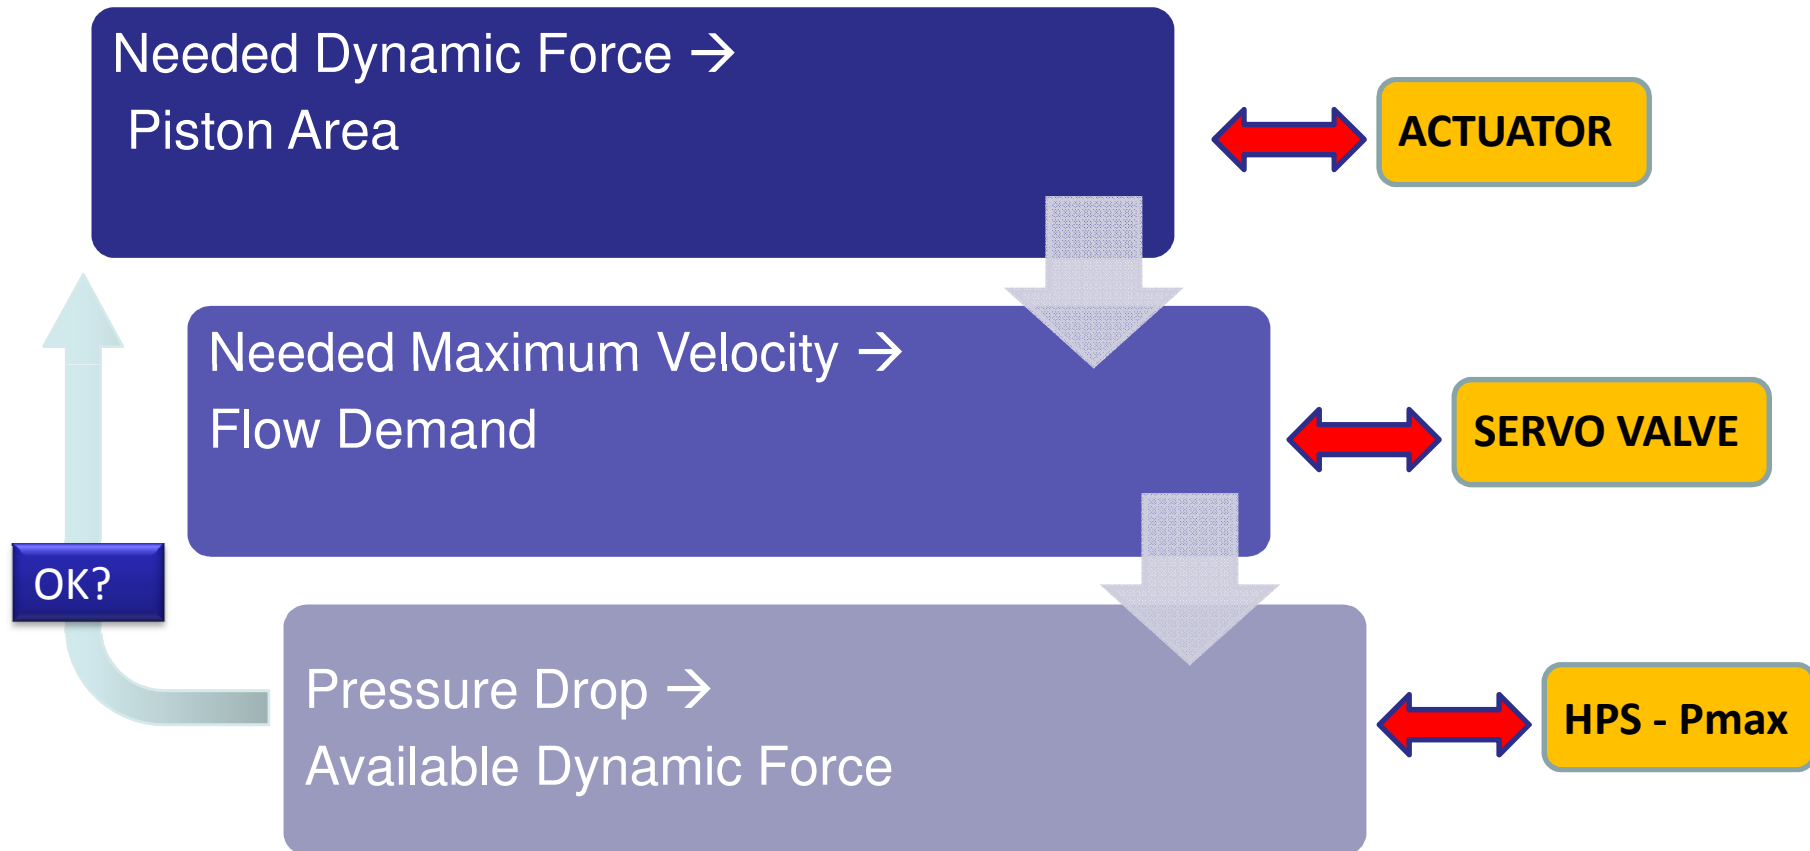 Needed Dynamic Force →
Piston Area
ACTUATOR
Needed Maximum Velocity →
Flow Demand
SERVO VALVE
OK?
Pressure Drop →
Available Dynamic Force
HPS - Pmax